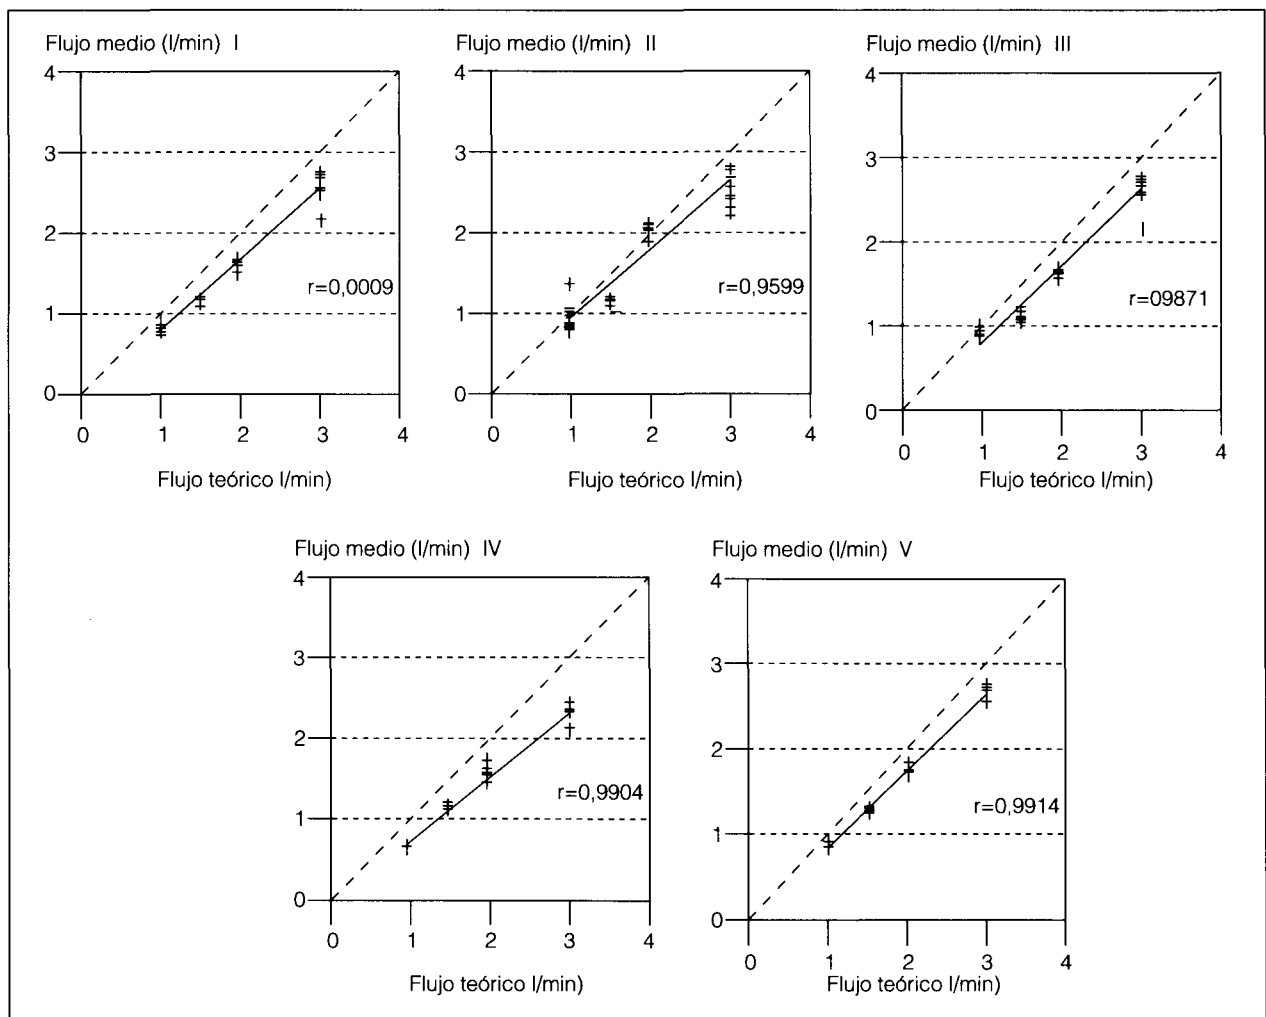 Flujo medio (l/min) I
4
3
2
1
0
r=0,0009
0 1 2 3 4
Flujo teórico l/min)
Flujo medio (l/min) II
4
3
2
1
0
r=0,9599
0 1 2 3 4
Flujo teórico l/min)
Flujo medio (l/min) III
4
3
2
1
0
r=09871
0 1 2 3 4
Flujo teórico l/min)
Flujo medio (l/min) IV
4
3
2
1
0
r=0,9904
0 1 2 3 4
Flujo teórico l/min)
Flujo medio (l/min) V
4
3
2
1
0
r=0,9914
0 1 2 3 4
Flujo teórico l/min)